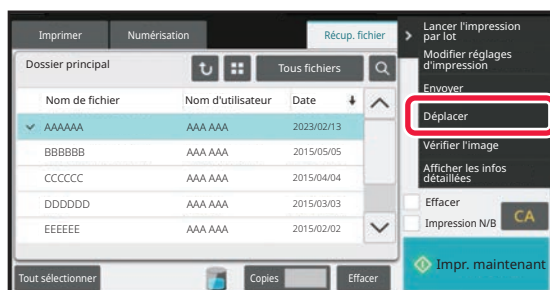 Imprimer
Numérisation
Récup. fichier
Dossier principal
Tous fichiers
Nom de fichier
Nom d'utilisateur
Date
AAAAAA
AAA AAA
2023/02/13
BBBBBB
AAA AAA
2015/05/05
CCCCCC
AAA AAA
2015/04/04
DDDDDD
AAA AAA
2015/03/03
EEEEEE
AAA AAA
2015/02/02
Tout sélectionner
Copies
Effacer
Lancer l'impression
par lot
Modifier réglages
d'impression
Envoyer
Déplacer
Vérifier l'image
Afficher les infos
détaillées
Effacer
Impression N/B
CA
Impr. maintenant